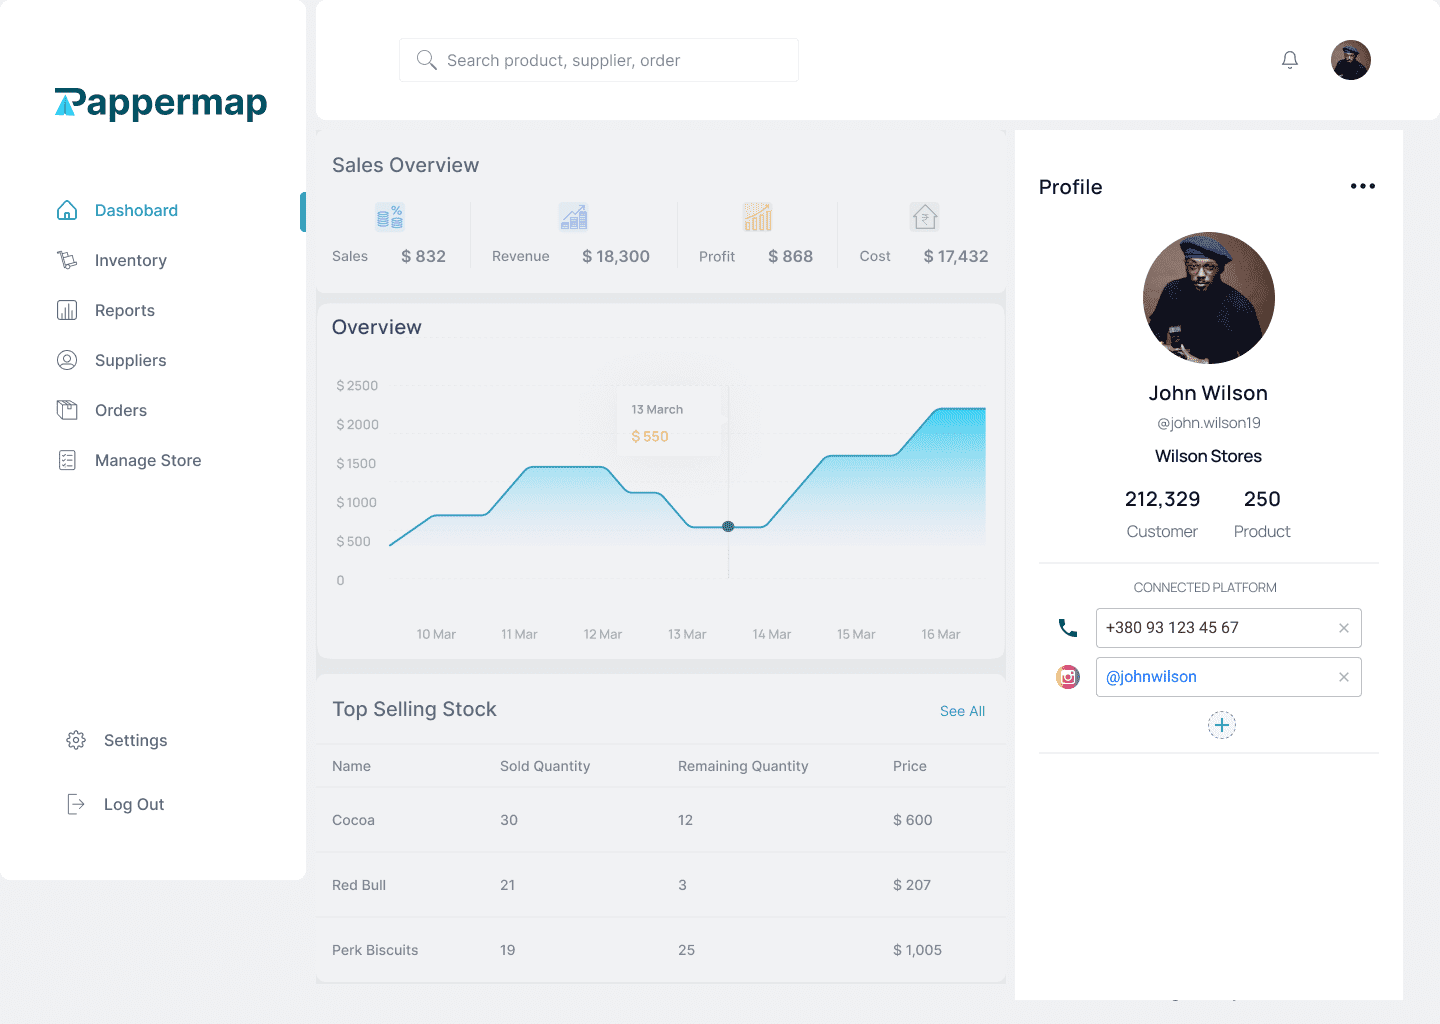 Pappermap
Dashobard
Inventory
Reports
Suppliers
Orders
Manage Store
Settings
Log Out
Search product, supplier, order
Sales Overview
%
₹
Sales $ 832 Revenue $ 18,300 Profit $ 868 Cost $ 17,432
Overview
$ 2500
$ 2000
$ 1500
$ 1000
$ 500
0
13 March
$ 550
10 Mar 11 Mar 12 Mar 13 Mar 14 Mar 15 Mar 16 Mar
Top Selling Stock
See All
Name Sold Quantity Remaining Quantity Price
Cocoa 30 12 $ 600
Red Bull 21 3 $ 207
Perk Biscuits 19 25 $ 1,005
Profile
John Wilson
@john.wilson19
Wilson Stores
212,329 250
Customer Product
CONNECTED PLATFORM
+380 93 123 45 67
@johnwilson